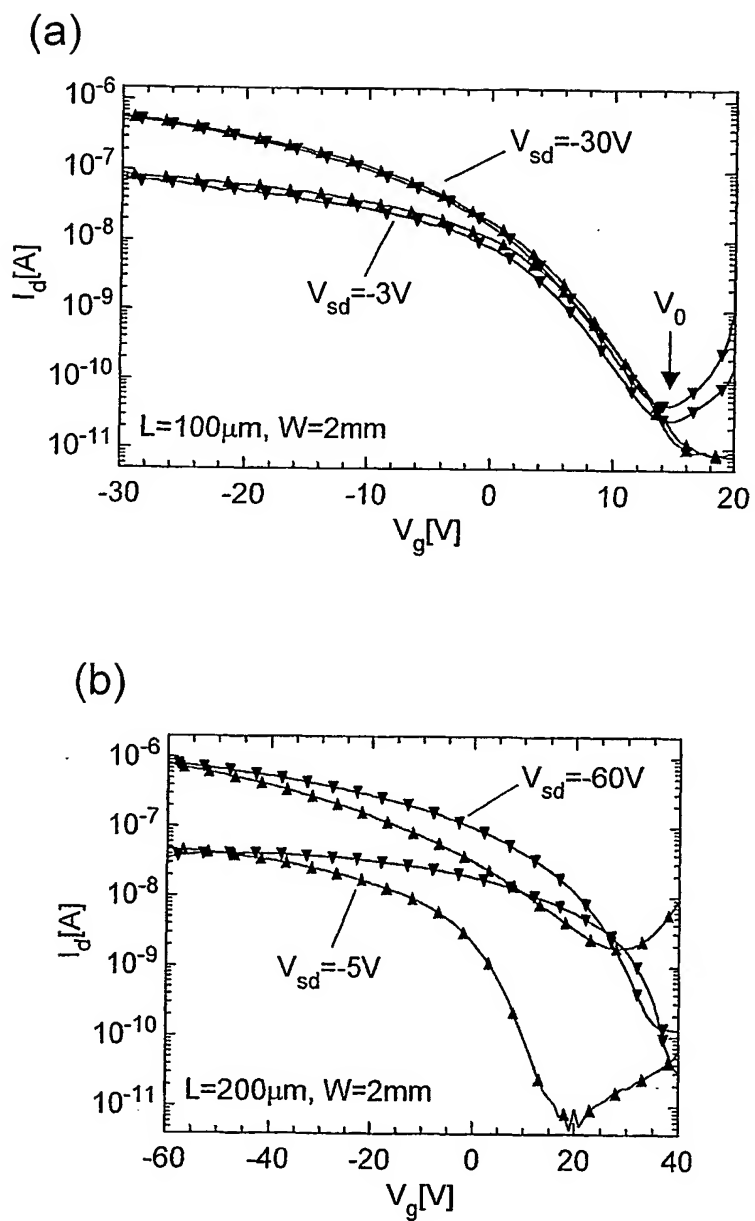 (a)
10^-6
10^-7
10^-8
10^-9
10^-10
10^-11
I_d[A]
V_sd=-30V
V_sd=-3V
V_0
L=100μm, W=2mm
-30 -20 -10 0 10 20
V_g[V]
(b)
10^-6
10^-7
10^-8
10^-9
10^-10
10^-11
I_d[A]
V_sd=-60V
V_sd=-5V
L=200μm, W=2mm
-60 -40 -20 0 20 40
V_g[V]